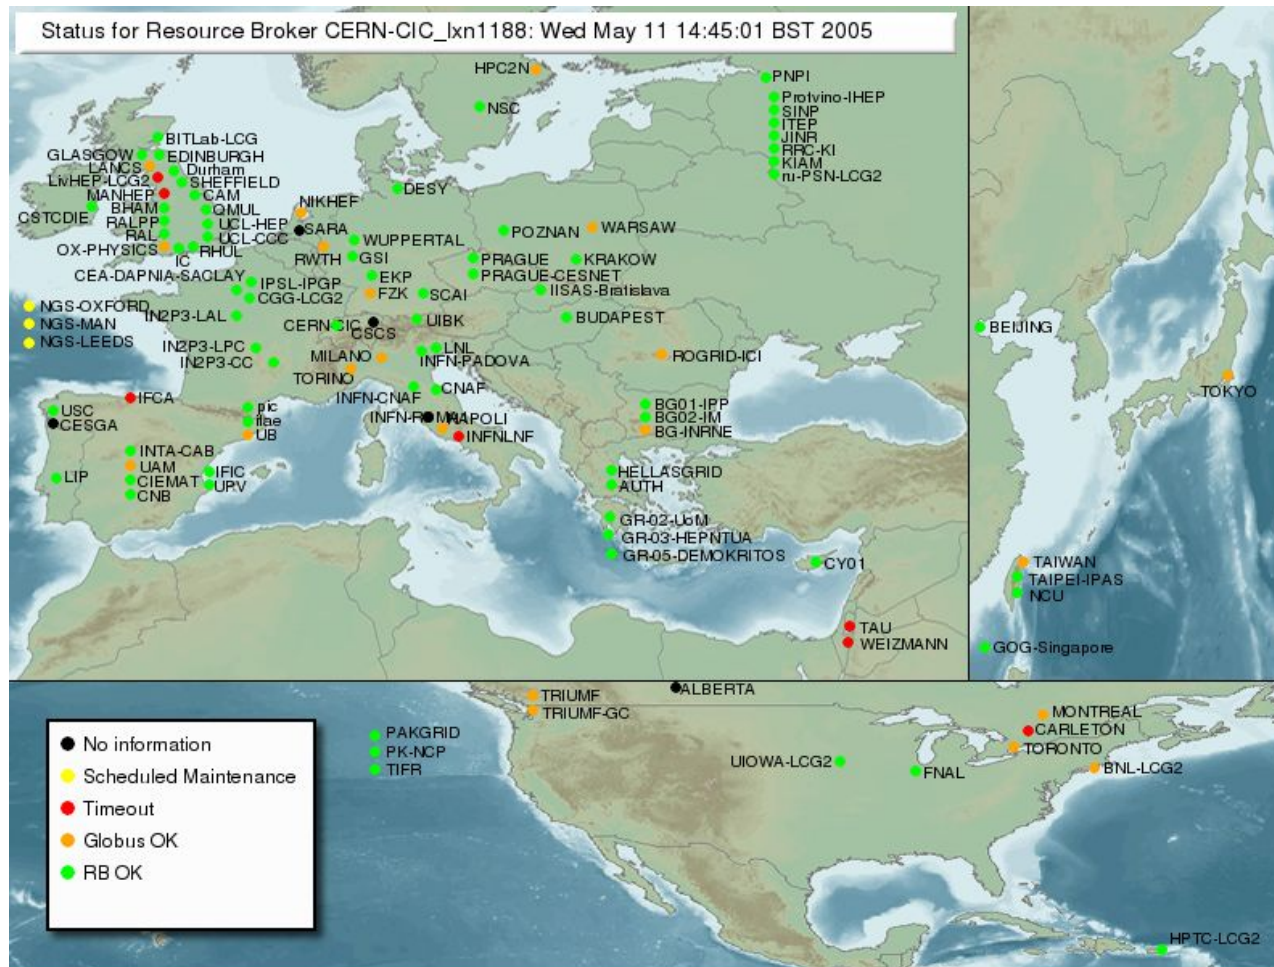 Status for Resource Broker CERN-CIC_lxn1188: Wed May 11 14:45:01 BST 2005
HPC2N
NSC
PNPI
Protvino-IHEP
SINP
ITEP
JINR
RRC-KI
KIAM
ru-PSN-LCG2
BITLab-LCG
GLASGOW
EDINBURGH
LANCS
Durham
LivHEP-LCG2
SHEFFIELD
MANHEP
CAM
BHAM
QMUL
CSTCDIE
RALPP
UCL-HEP
RAL
UCL-CCC
OX-PHYSICS
IC
RHUL
DESY
NIKHEF
SARA
RWTH
WUPPERTAL
GSI
POZNAN
WARSAW
PRAGUE
KRAKOW
PRAGUE-CESNET
CEA-DAPNIA-SACLAY
IPSL-IPGP
CGG-LCG2
EKP
FZK
SCAI
IISAS-Bratislava
NGS-OXFORD
NGS-MAN
NGS-LEEDS
IN2P3-LAL
CERN-CIC
CSCS
UIBK
BUDAPEST
IN2P3-LPC
IN2P3-CC
MILANO
TORINO
LNL
INFN-PADOVA
ROGRID-ICI
INFN-CNAF
CNAF
IFCA
USC
CESGA
pic
ifae
UB
INFN-ROMA1
NAPOLI
INFNLNF
BG01-IPP
BG02-IM
BG-INRNE
INTA-CAB
UAM
CIEMAT
CNB
LIP
IFIC
UPV
HELLASGRID
AUTH
GR-02-UoM
GR-03-HEPNTUA
GR-05-DEMOKRITOS
CY01
TAU
WEIZMANN
BEIJING
TOKYO
TAIWAN
TAIPEI-IPAS
NCU
GOG-Singapore
No information
Scheduled Maintenance
Timeout
Globus OK
RB OK
PAKGRID
PK-NCP
TIFR
TRIUMF
TRIUMF-GC
ALBERTA
MONTREAL
CARLETON
TORONTO
UIOWA-LCG2
FNAL
BNL-LCG2
HPTC-LCG2